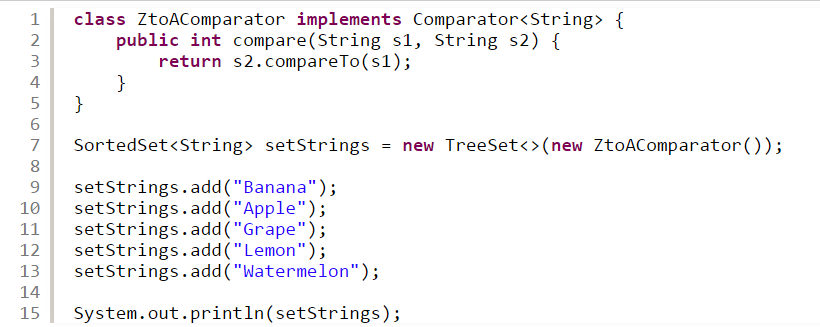 1 class ZtoAComparator implements Comparator<String> {
2     public int compare(String s1, String s2) {
3         return s2.compareTo(s1);
4     }
5 }
6
7 SortedSet<String> setStrings = new TreeSet<>(new ZtoAComparator());
8
9 setStrings.add("Banana");
10 setStrings.add("Apple");
11 setStrings.add("Grape");
12 setStrings.add("Lemon");
13 setStrings.add("Watermelon");
14
15 System.out.println(setStrings);